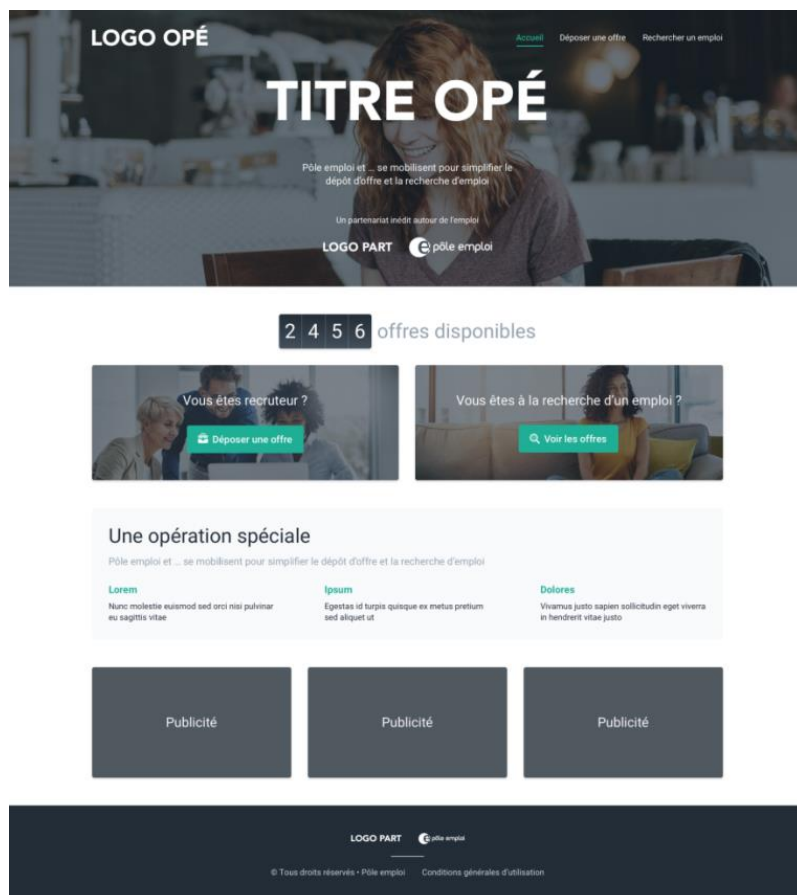 LOGO OPÉ
Accueil Déposer une offre Rechercher un emploi
TITRE OPÉ
Pôle emploi et ... se mobilisent pour simplifier le
dépôt d'offre et la recherche d'emploi
Un partenariat inédit autour de l'emploi
LOGO PART pôle emploi
2 4 5 6 offres disponibles
Vous êtes recruteur ?
Déposer une offre
Vous êtes à la recherche d'un emploi ?
Voir les offres
Une opération spéciale
Pôle emploi et ... se mobilisent pour simplifier le dépôt d'offre et la recherche d'emploi
Lorem
Nunc molestie euismod sed orci nisi pulvinar
eu sagittis vitae
Ipsum
Egestas id turpis quisque ex metus pretium
sed aliquet ut
Dolores
Vivamus justo sapien sollicitudin eget viverra
in hendrerit vitae justo
Publicité
Publicité
Publicité
LOGO PART pôle emploi
© Tous droits réservés • Pôle emploi Conditions générales d'utilisation